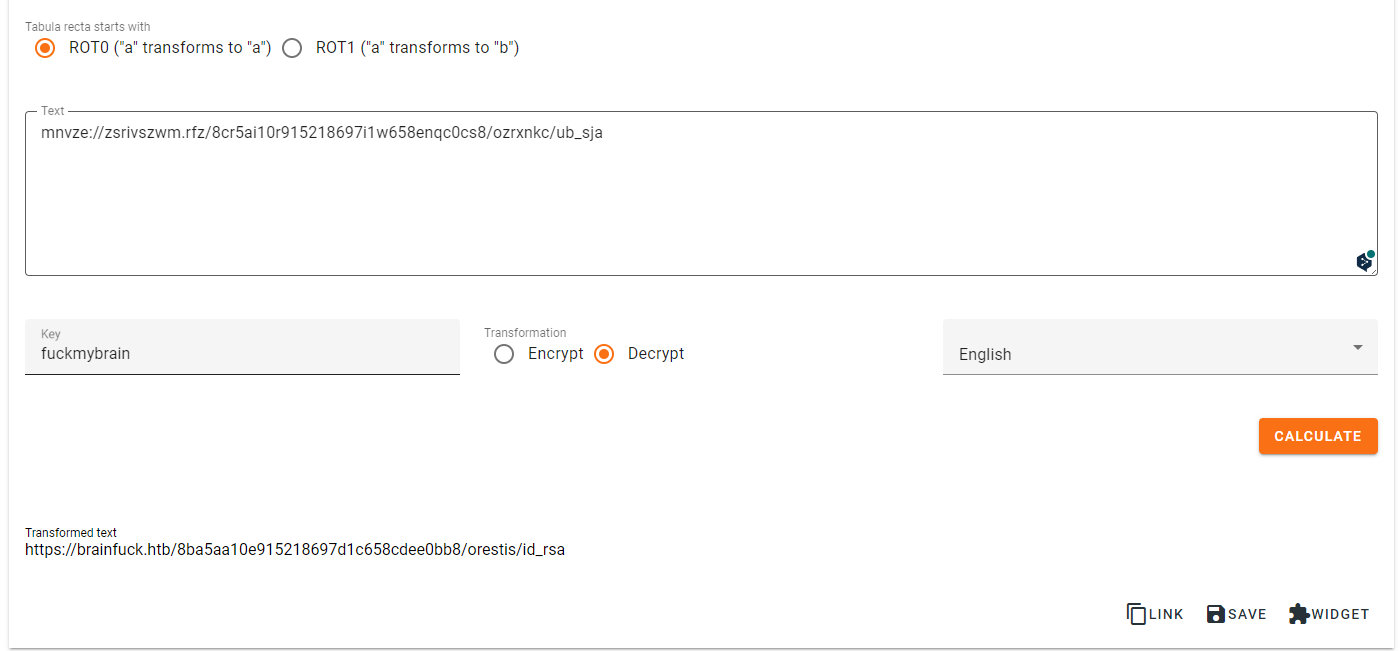 Tabula recta starts with
ROT0 ("a" transforms to "a") ROT1 ("a" transforms to "b")
Text
mnvze://zsrivszwm.rfz/8cr5ai10r915218697i1w658enqc0cs8/ozrxnkc/ub_sja
Key
fuckmybrain
Transformation
Encrypt Decrypt
English
CALCULATE
Transformed text
https://brainfuck.htb/8ba5aa10e915218697d1c658cdee0bb8/orestis/id_rsa
LINK SAVE WIDGET